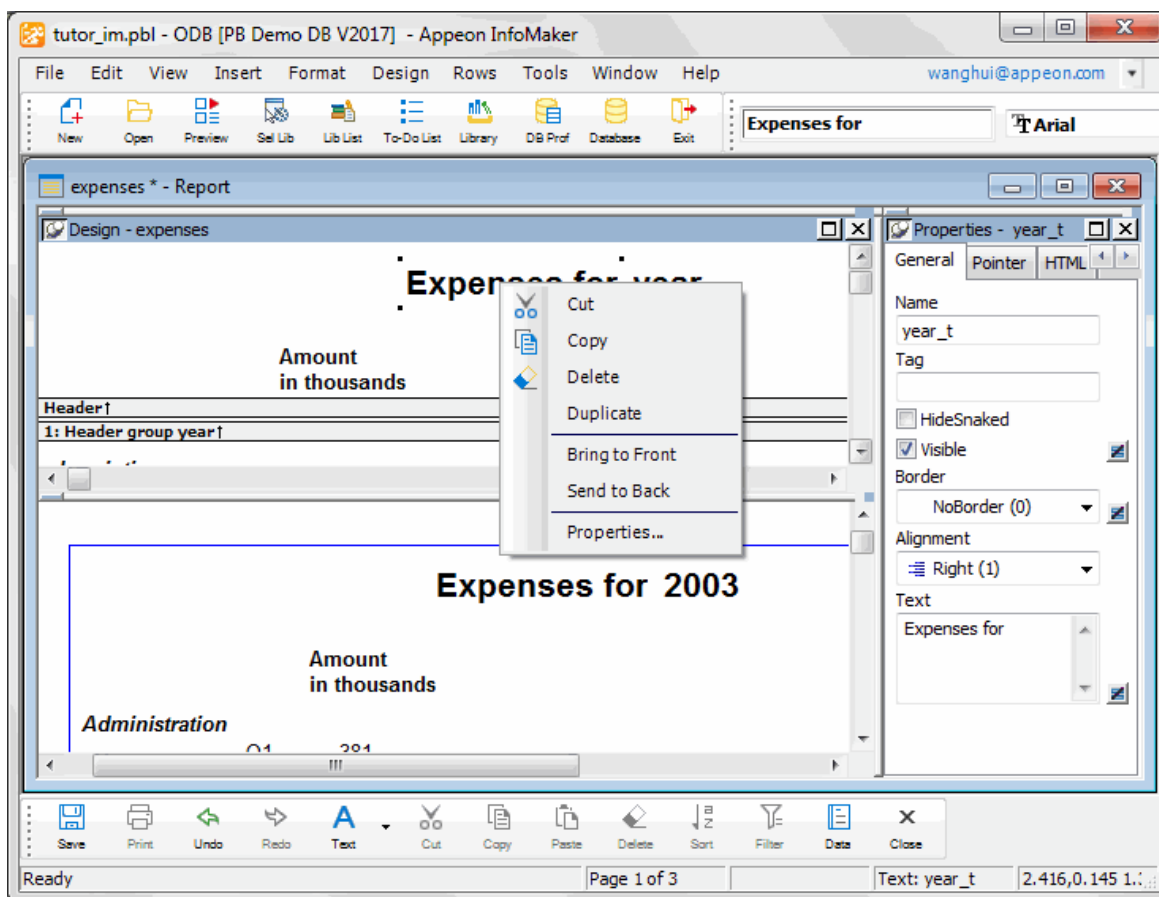 tutor_im.pbl - ODB [PB Demo DB V2017] - Appeon InfoMaker
File Edit View Insert Format Design Rows Tools Window Help wanghui@appeon.com
New Open Preview Sel Lib Lib List To-Do List Library DB Prof Database Exit
Expenses for Arial
expenses * - Report
Design - expenses
Expenses for year
Amount
in thousands
Header↑
1: Header group year↑
Cut
Copy
Delete
Duplicate
Bring to Front
Send to Back
Properties...
Expenses for 2003
Amount
in thousands
Administration
Q1 381
Properties - year_t
General Pointer HTML
Name
year_t
Tag
HideSnaked
Visible
Border
NoBorder (0)
Alignment
Right (1)
Text
Expenses for
Save Print Undo Redo Text Cut Copy Paste Delete Sort Filter Data Close
Ready Page 1 of 3 Text: year_t 2.416,0.145